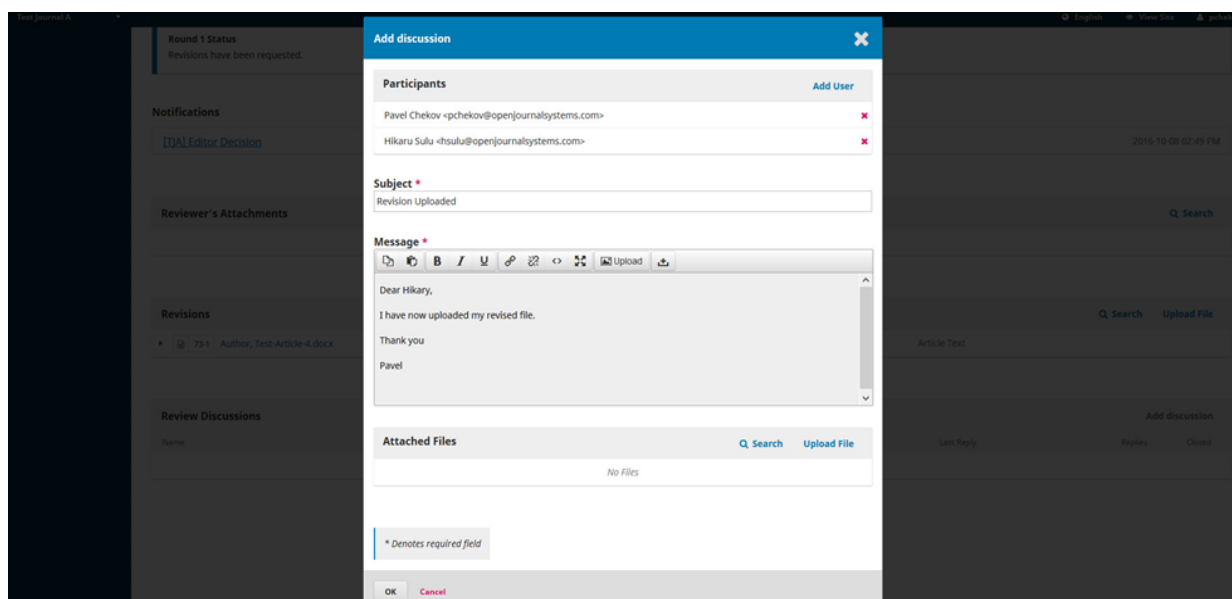 Test Journal A
English View Site pchek
Round 1 Status
Revisions have been requested.
Notifications
[TJA] Editor Decision
2016-10-08 02:49 PM
Reviewer's Attachments
Search
Revisions
Search Upload File
73-1 Author, Test-Article-4.docx
Article Text
Review Discussions
Add discussion
Name
Last Reply
Replies
Closed
Add discussion
Participants
Add User
Pavel Chekov <pchekov@openjournalsystems.com>
Hikaru Sulu <hsulu@openjournalsystems.com>
Subject *
Revision Uploaded
Message *
B I U Upload
Dear Hikary,
I have now uploaded my revised file.
Thank you
Pavel
Attached Files
Search Upload File
No Files
* Denotes required field
OK Cancel